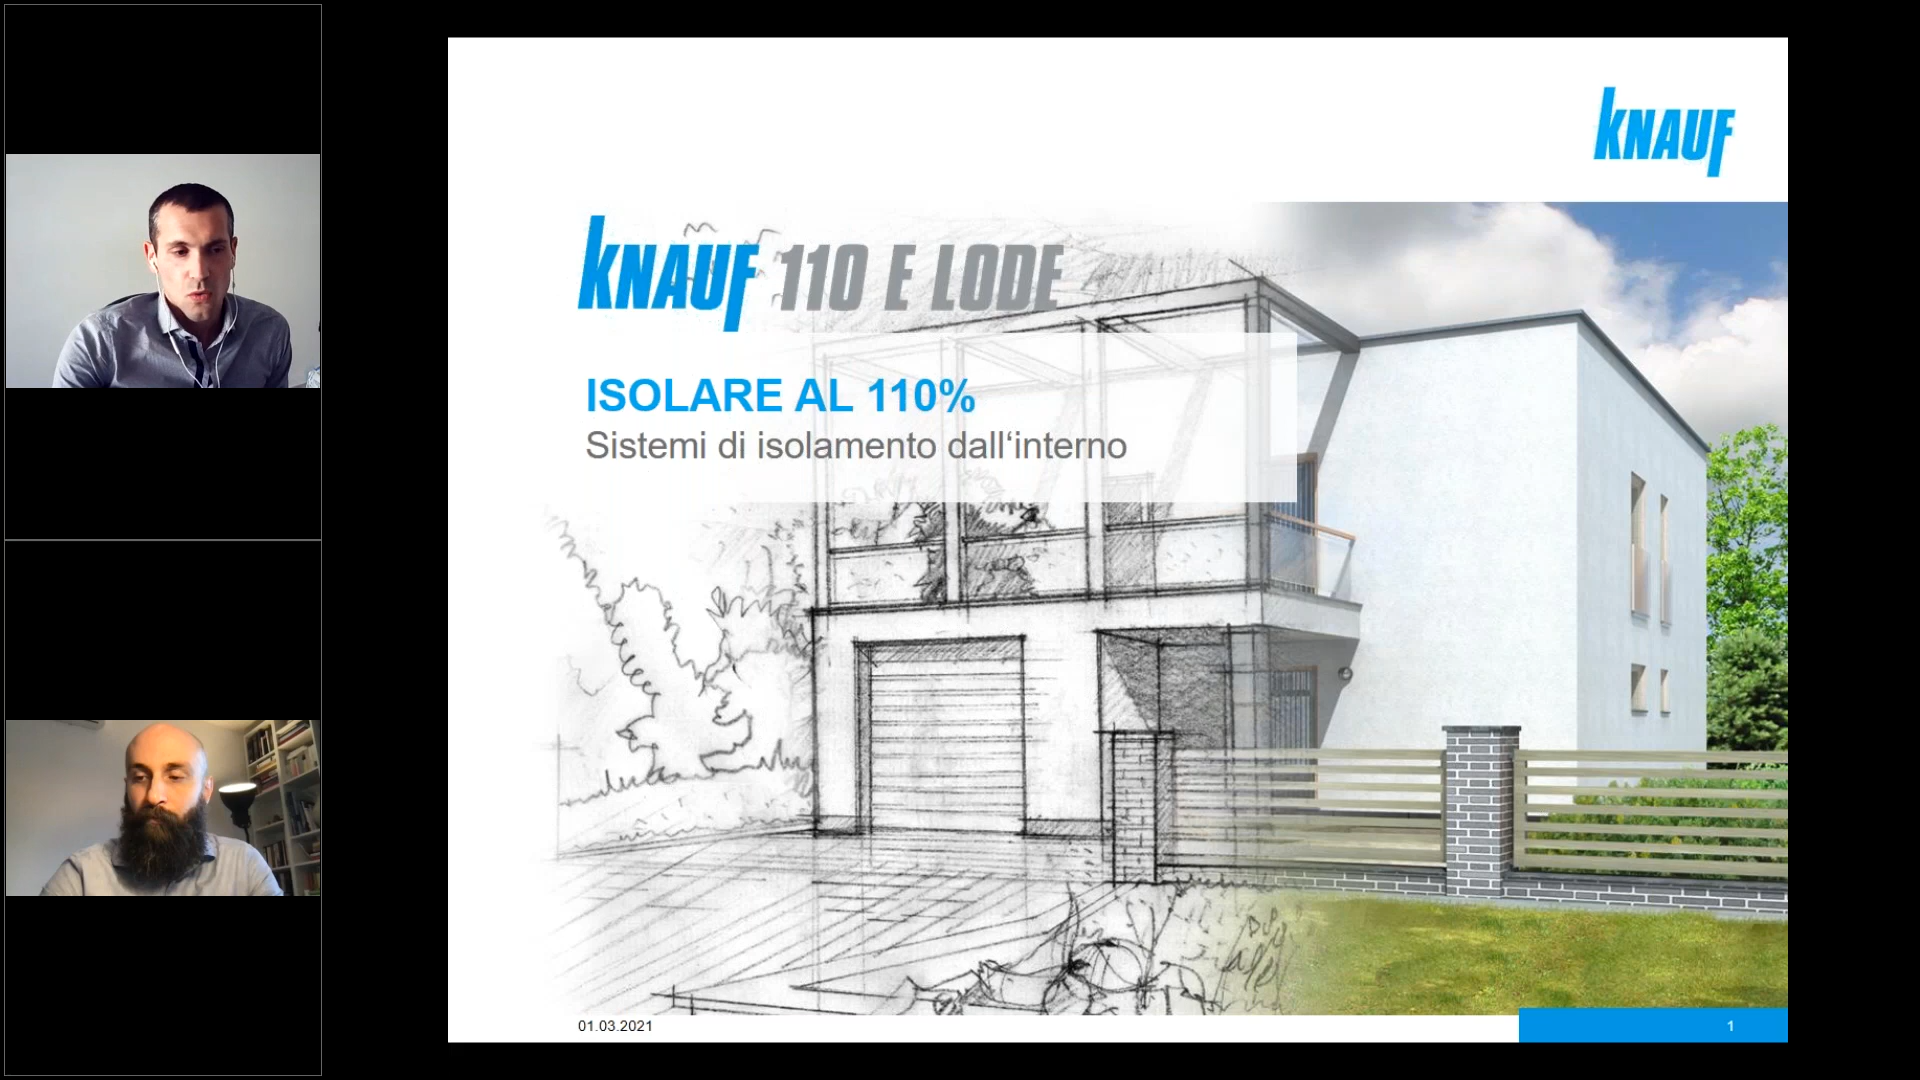 KNAUF
KNAUF 110 E LODE
ISOLARE AL 110%
Sistemi di isolamento dall‘interno
01.03.2021
1